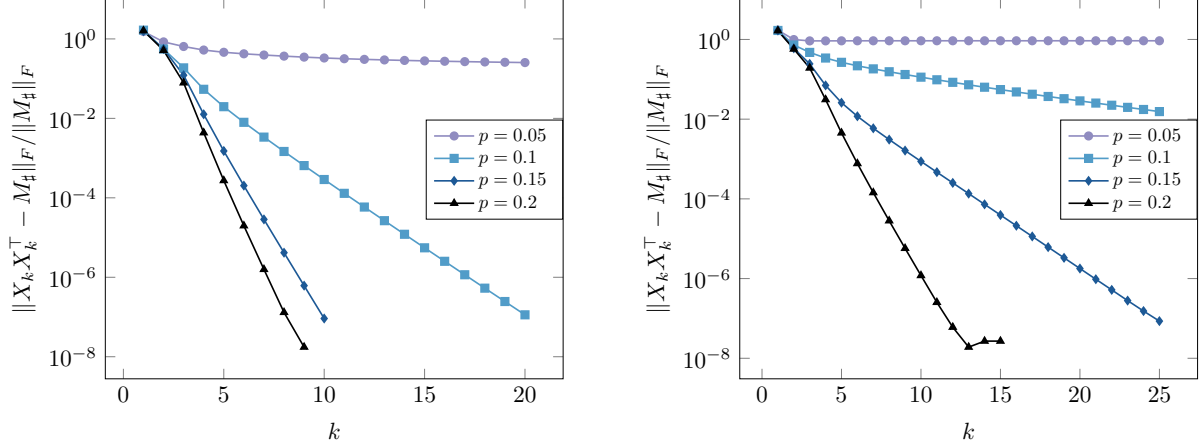 ‖X_k X_k^⊤ − M_♯‖_F / ‖M_♯‖_F
10^0
10^−2
10^−4
10^−6
10^−8
p = 0.05
p = 0.1
p = 0.15
p = 0.2
0 5 10 15 20
k
‖X_k X_k^⊤ − M_♯‖_F / ‖M_♯‖_F
10^0
10^−2
10^−4
10^−6
10^−8
p = 0.05
p = 0.1
p = 0.15
p = 0.2
0 5 10 15 20 25
k